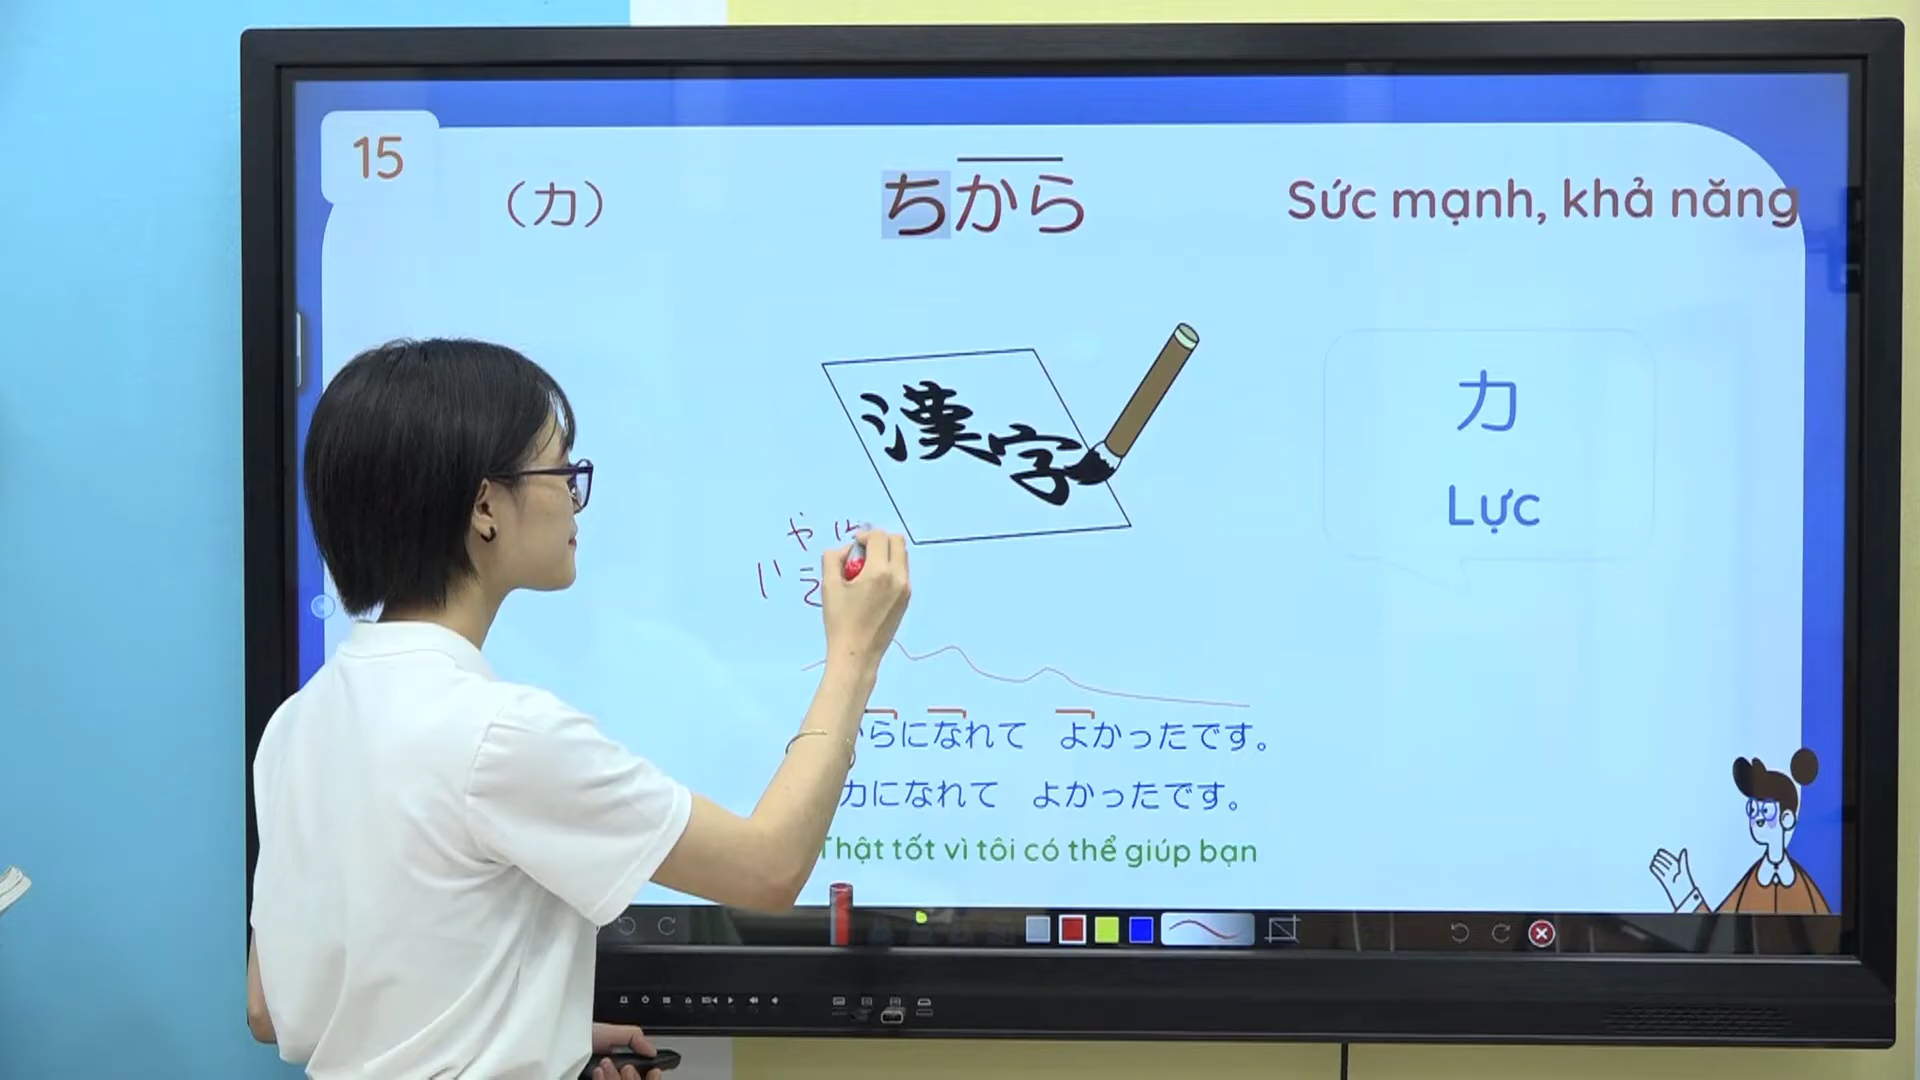 15
(力)
ちから
Sức mạnh, khả năng
漢字
力
Lực
や
い
らになれて よかったです。
力になれて よかったです。
Thật tốt vì tôi có thể giúp bạn